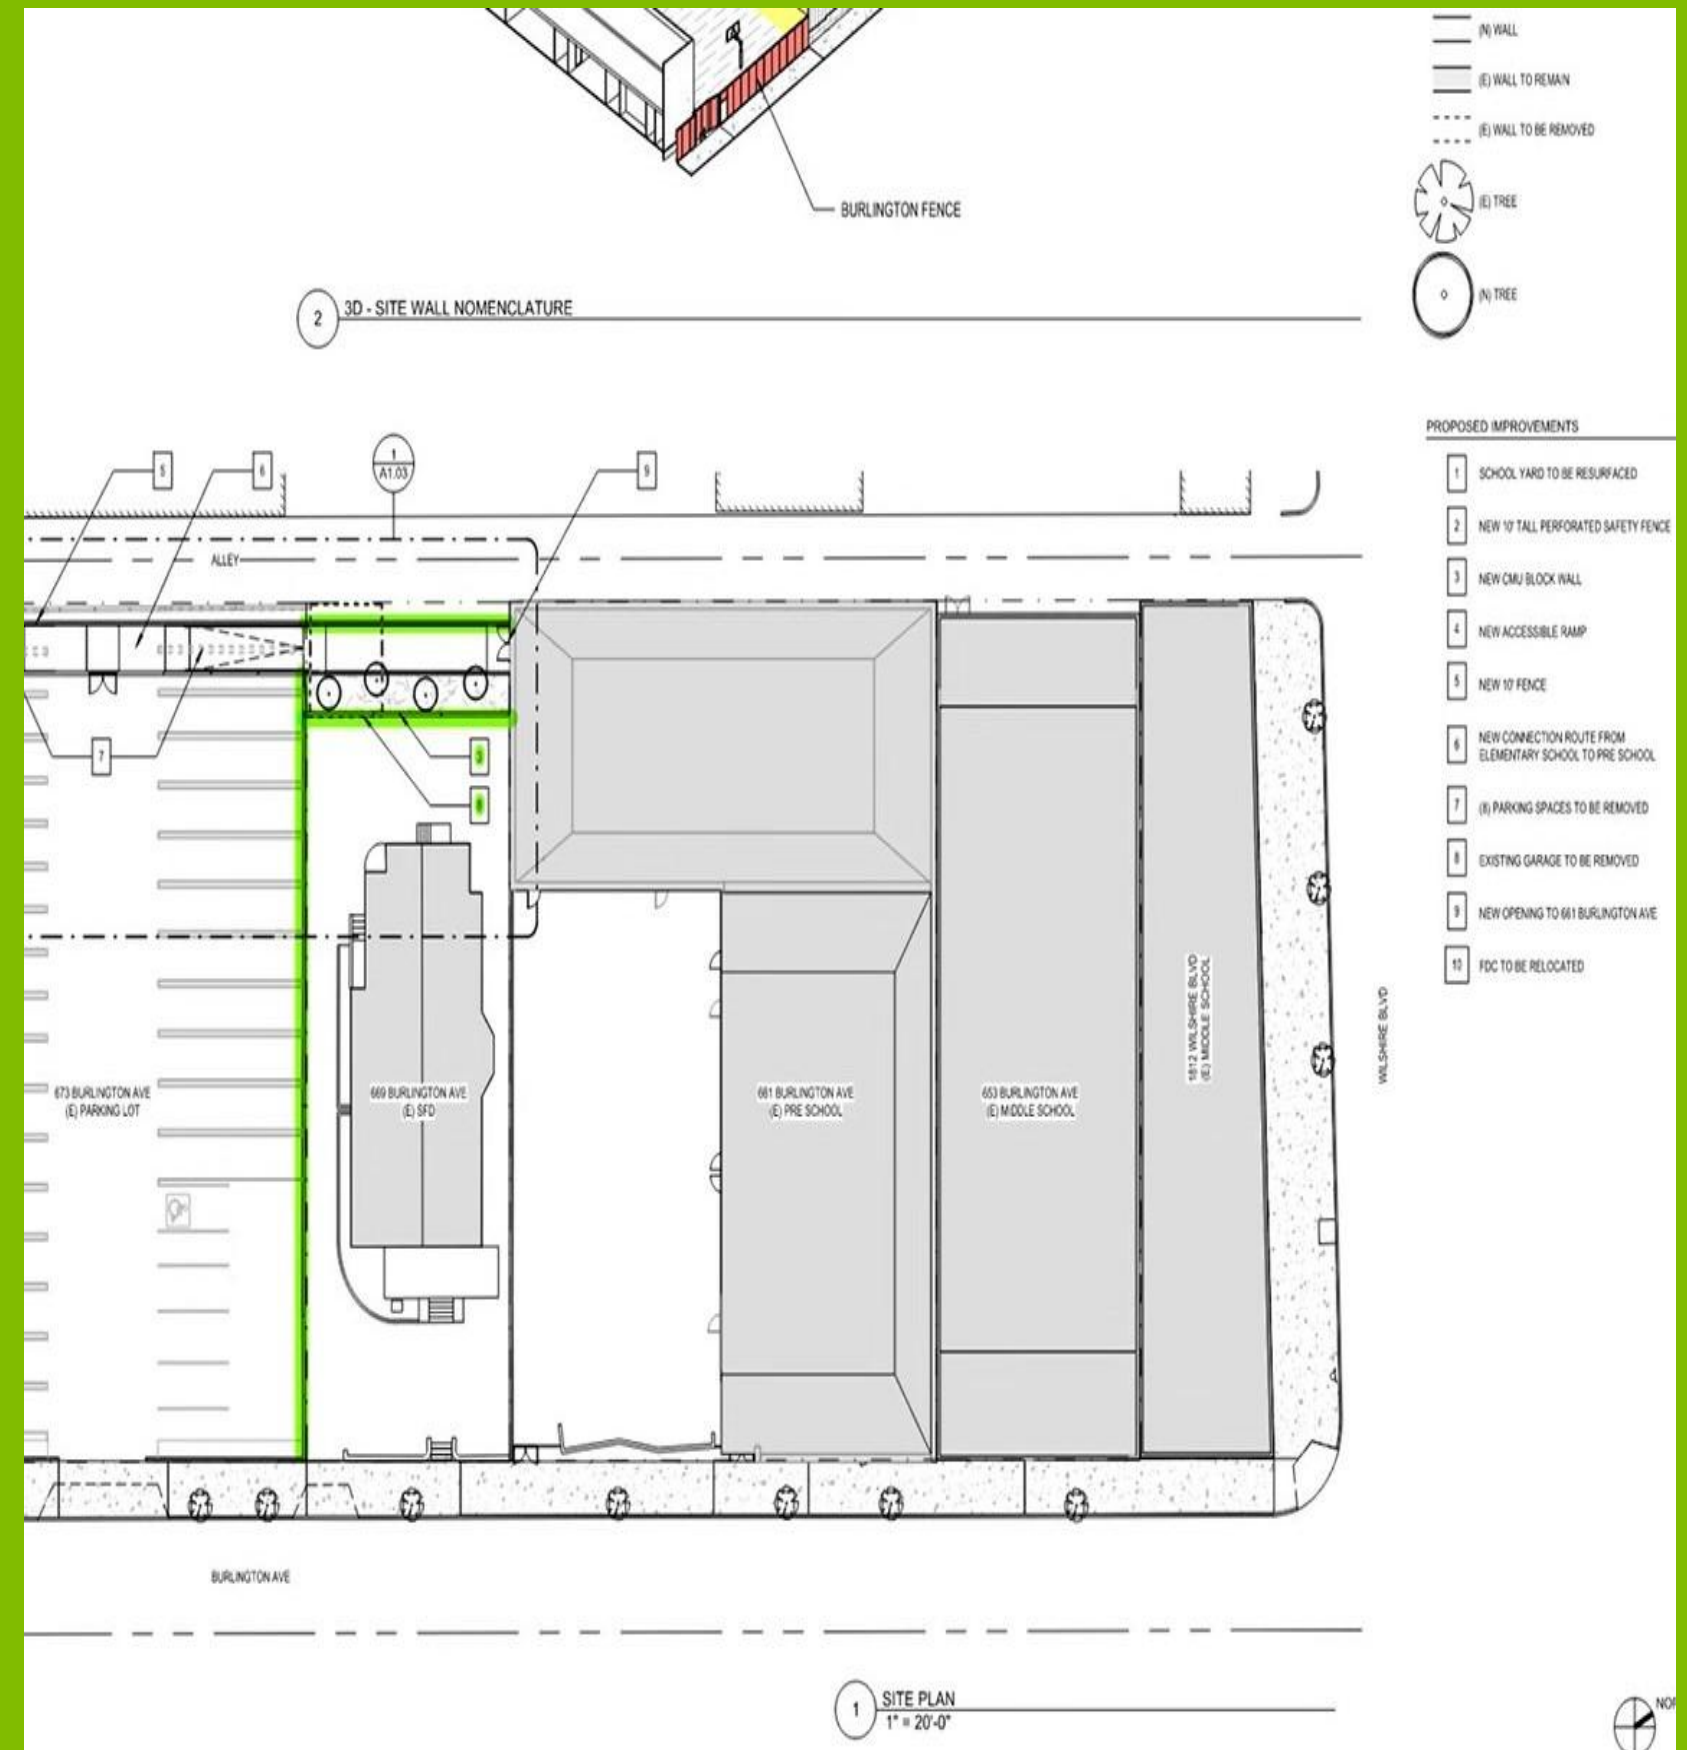 (N) WALL
(E) WALL TO REMAIN
(E) WALL TO BE REMOVED
(E) TREE
(N) TREE
BURLINGTON FENCE
2
3D - SITE WALL NOMENCLATURE
PROPOSED IMPROVEMENTS
1 SCHOOL YARD TO BE RESURFACED
2 NEW 10' TALL PERFORATED SAFETY FENCE
3 NEW CMU BLOCK WALL
4 NEW ACCESSIBLE RAMP
5 NEW 10' FENCE
6 NEW CONNECTION ROUTE FROM
ELEMENTARY SCHOOL TO PRE SCHOOL
7 (8) PARKING SPACES TO BE REMOVED
8 EXISTING GARAGE TO BE REMOVED
9 NEW OPENING TO 661 BURLINGTON AVE
10 FDC TO BE RELOCATED
5
6
1
A1.03
9
ALLEY
7
3
8
673 BURLINGTON AVE
(E) PARKING LOT
669 BURLINGTON AVE
(E) SFD
661 BURLINGTON AVE
(E) PRE SCHOOL
653 BURLINGTON AVE
(E) MIDDLE SCHOOL
1812 WILSHIRE BLVD
(E) MIDDLE SCHOOL
WILSHIRE BLVD
BURLINGTON AVE
1
SITE PLAN
1" = 20'-0"